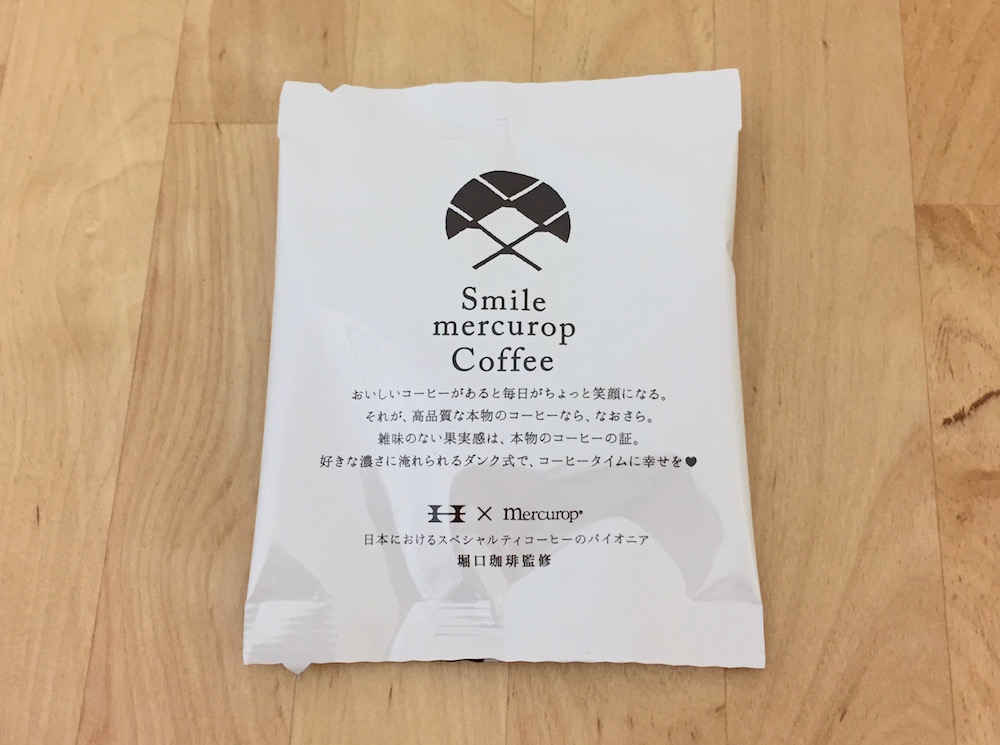 Smile
mercurop
Coffee
おいしいコーヒーがあると毎日がちょっと笑顔になる。
それが、高品質な本物のコーヒーなら、なおさら。
雑味のない果実感は、本物のコーヒーの証。
好きな濃さに淹れられるダンク式で、コーヒータイムに幸せを♥
H × mercurop®
日本におけるスペシャルティコーヒーのパイオニア
堀口珈琲監修